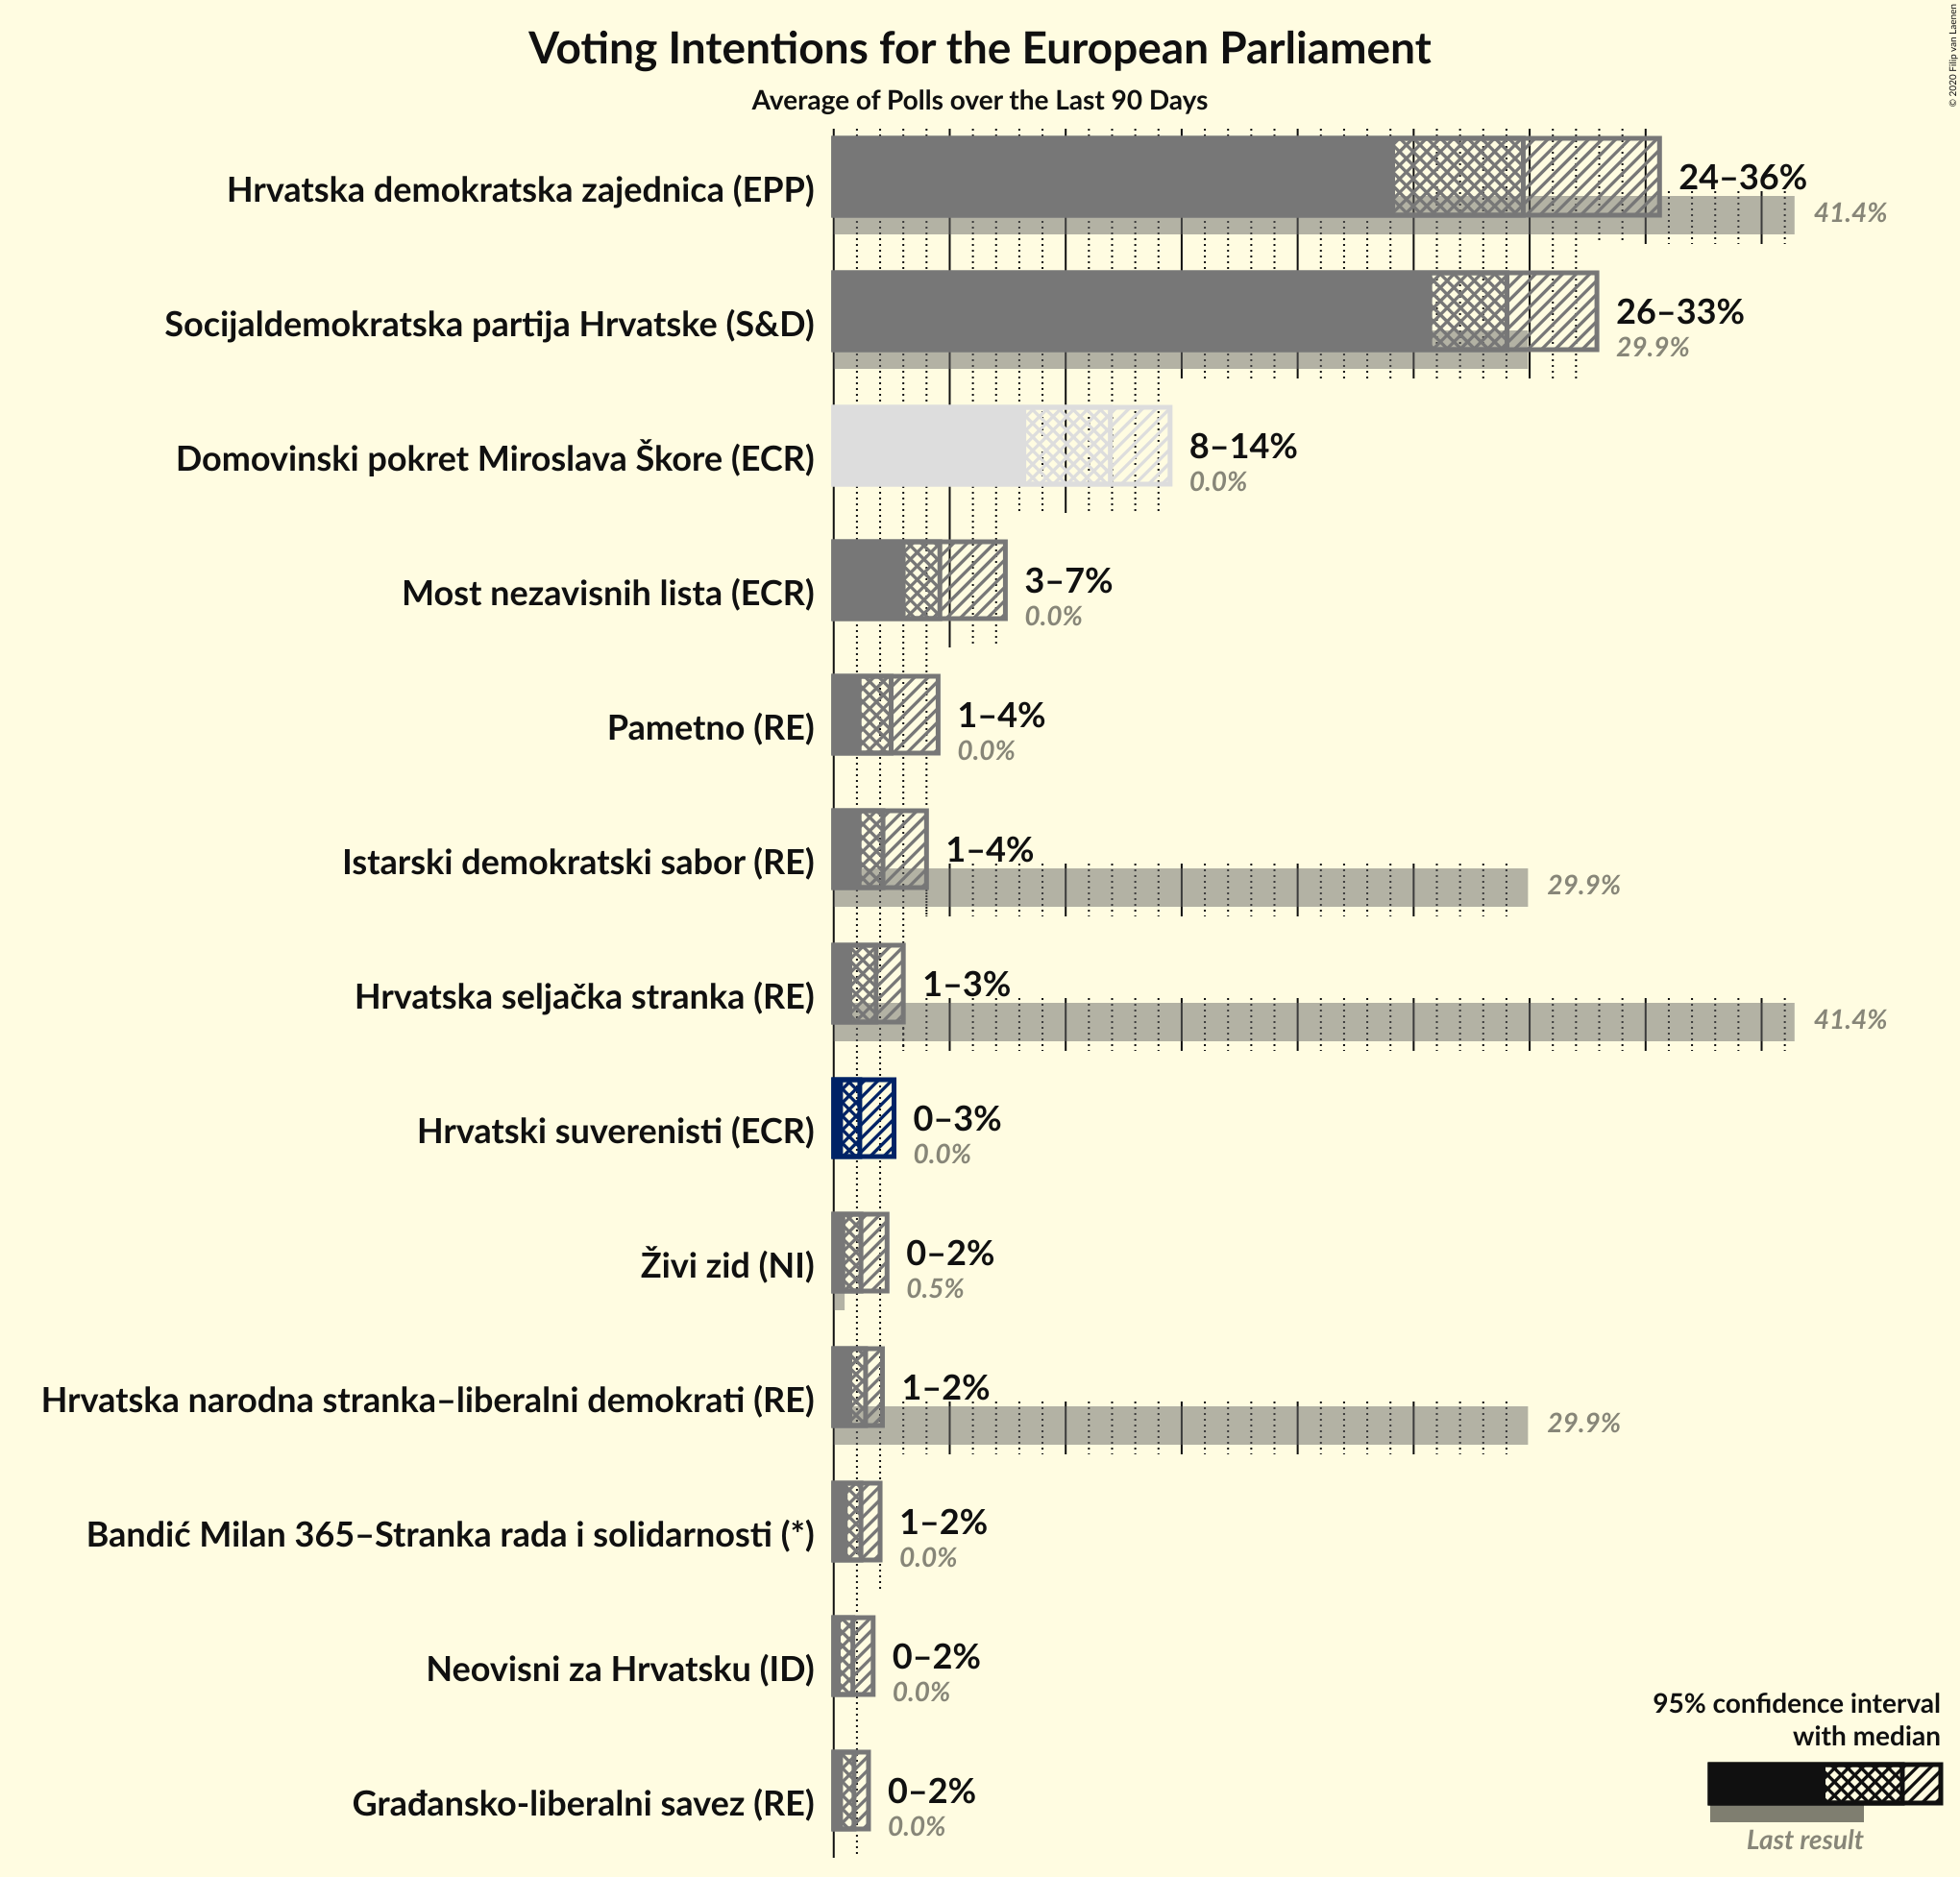 Voting Intentions for the European Parliament
Average of Polls over the Last 90 Days
© 2020 Filip van Laenen
Hrvatska demokratska zajednica (EPP)
24–36%
41.4%
Socijaldemokratska partija Hrvatske (S&D)
26–33%
29.9%
Domovinski pokret Miroslava Škore (ECR)
8–14%
0.0%
Most nezavisnih lista (ECR)
3–7%
0.0%
Pametno (RE)
1–4%
0.0%
Istarski demokratski sabor (RE)
1–4%
29.9%
Hrvatska seljačka stranka (RE)
1–3%
41.4%
Hrvatski suverenisti (ECR)
0–3%
0.0%
Živi zid (NI)
0–2%
0.5%
Hrvatska narodna stranka–liberalni demokrati (RE)
1–2%
29.9%
Bandić Milan 365–Stranka rada i solidarnosti (*)
1–2%
0.0%
Neovisni za Hrvatsku (ID)
0–2%
0.0%
Građansko-liberalni savez (RE)
0–2%
0.0%
95% confidence interval
with median
Last result